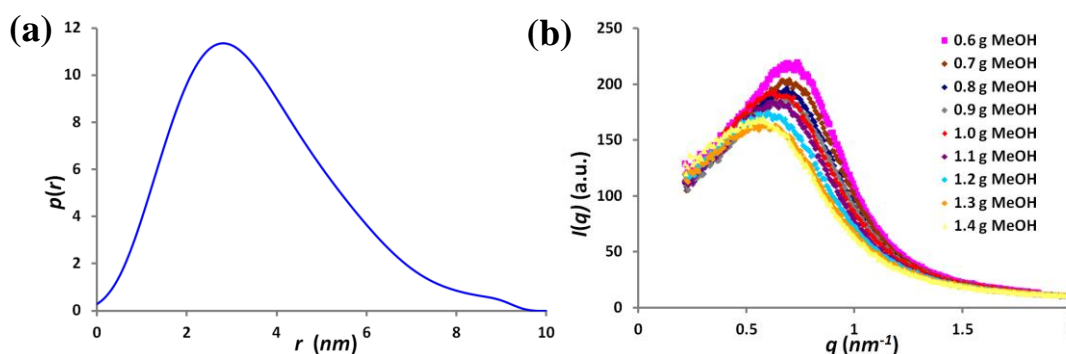 (a)
12
10
8
6
4
2
0
p(r)
0 2 4 6 8 10
r (nm)
(b)
250
200
150
100
50
0
I(q) (a.u.)
0.6 g MeOH
0.7 g MeOH
0.8 g MeOH
0.9 g MeOH
1.0 g MeOH
1.1 g MeOH
1.2 g MeOH
1.3 g MeOH
1.4 g MeOH
0 0.5 1 1.5
q (nm⁻¹)